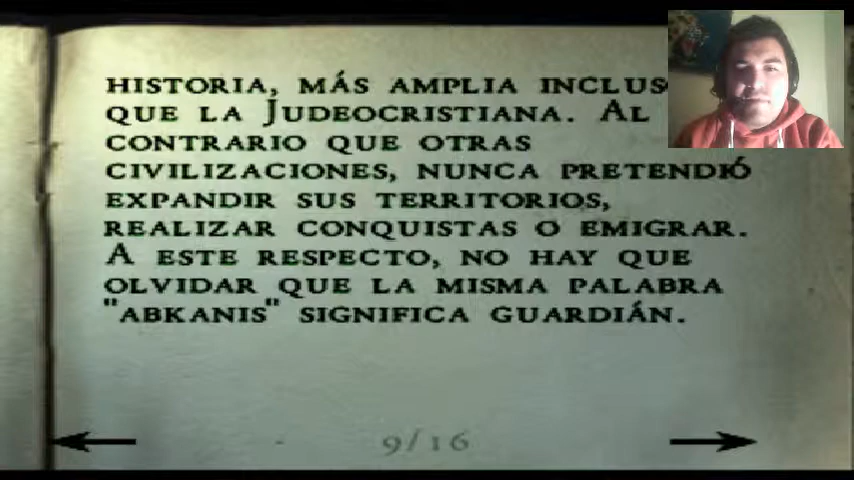 HISTORIA, MÁS AMPLIA INCLUS
QUE LA JUDEOCRISTIANA. AL
CONTRARIO QUE OTRAS
CIVILIZACIONES, NUNCA PRETENDIÓ
EXPANDIR SUS TERRITORIOS,
REALIZAR CONQUISTAS O EMIGRAR.
A ESTE RESPECTO, NO HAY QUE
OLVIDAR QUE LA MISMA PALABRA
"ABKANIS" SIGNIFICA GUARDIÁN.
9/16